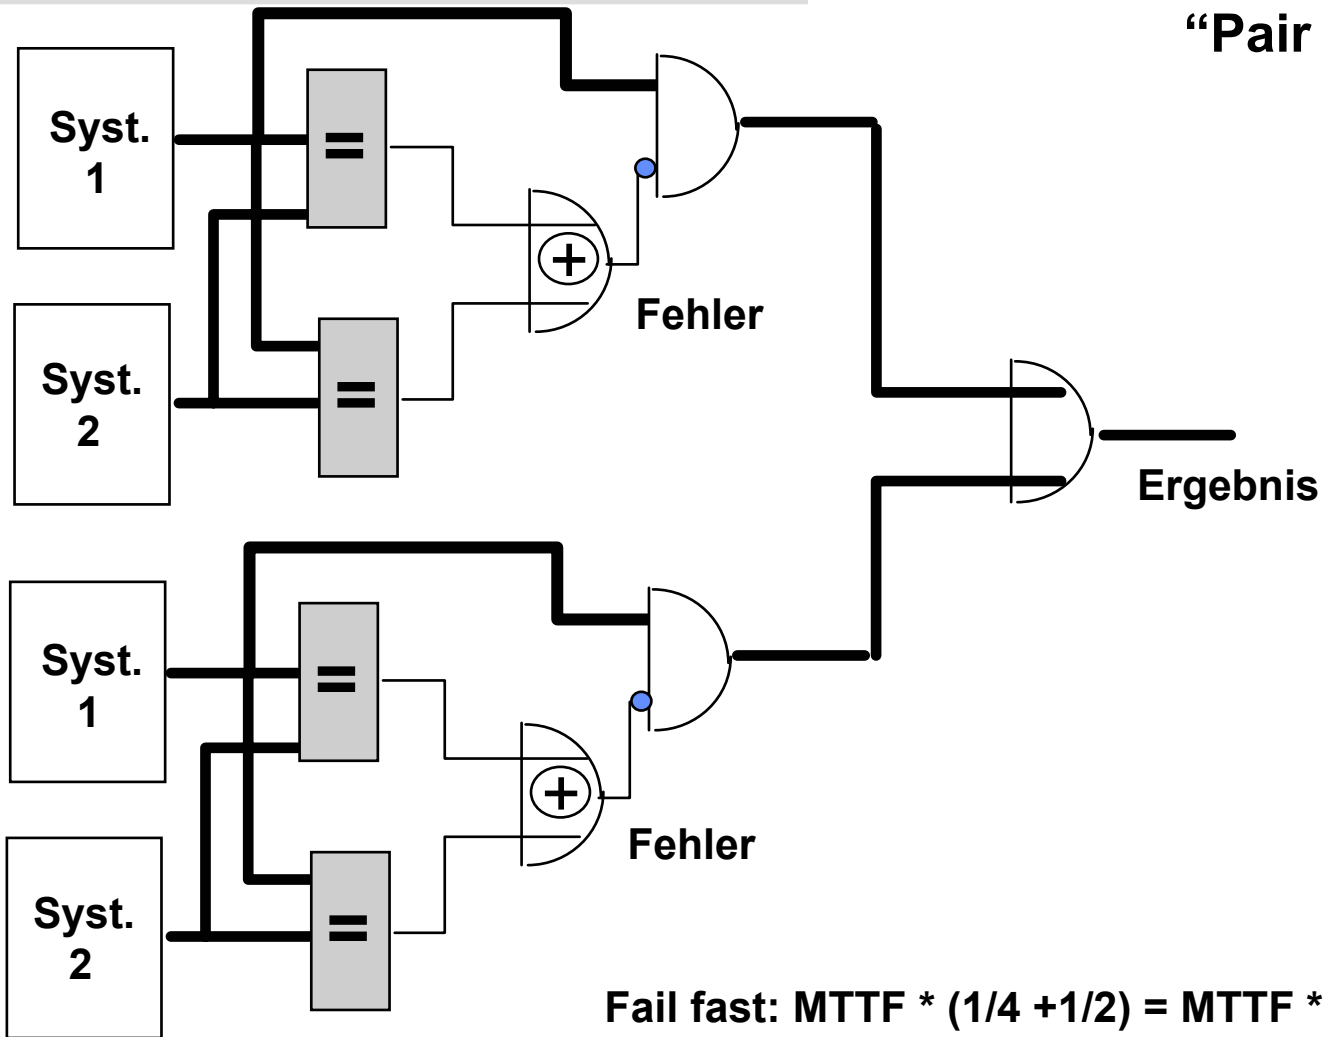 “Pair
Syst.
1
=
+
Fehler
Syst.
2
=
Ergebnis
Syst.
1
=
+
Fehler
Syst.
2
=
Fail fast: MTTF * (1/4 +1/2) = MTTF *